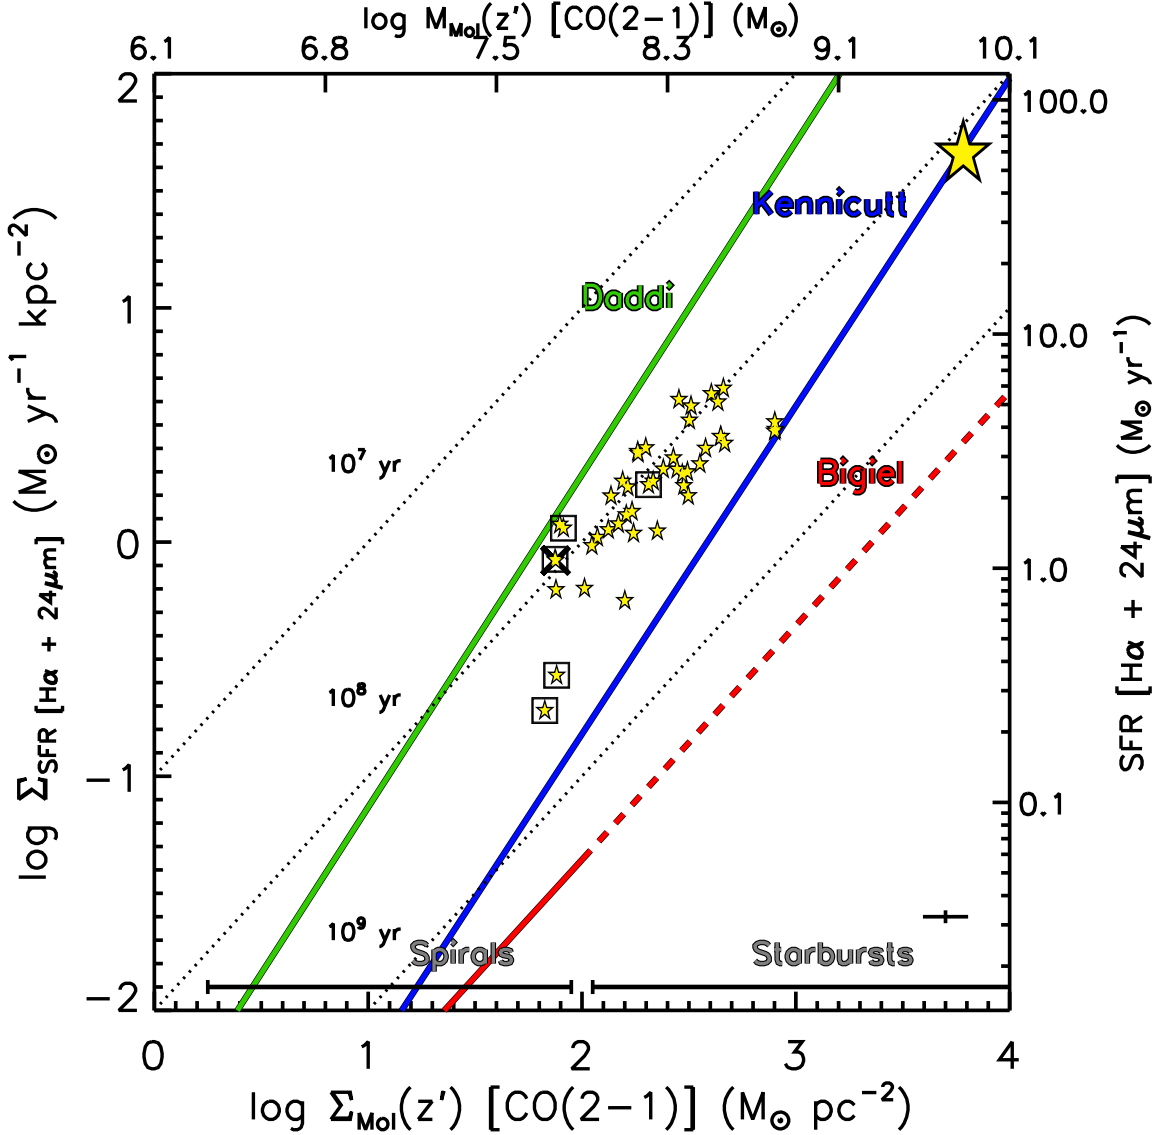 log M_Mol(z') [CO(2−1)] (M⊙)
6.1 6.8 7.5 8.3 9.1 10.1
2
1
0
−1
−2
log Σ_SFR [Hα + 24μm] (M⊙ yr⁻¹ kpc⁻²)
100.0
10.0
1.0
0.1
SFR [Hα + 24μm] (M⊙ yr⁻¹)
Kennicutt
Daddi
10⁷ yr
Bigiel
10⁸ yr
10⁹ yr
Spirals
Starbursts
0 1 2 3 4
log Σ_Mol(z') [CO(2−1)] (M⊙ pc⁻²)